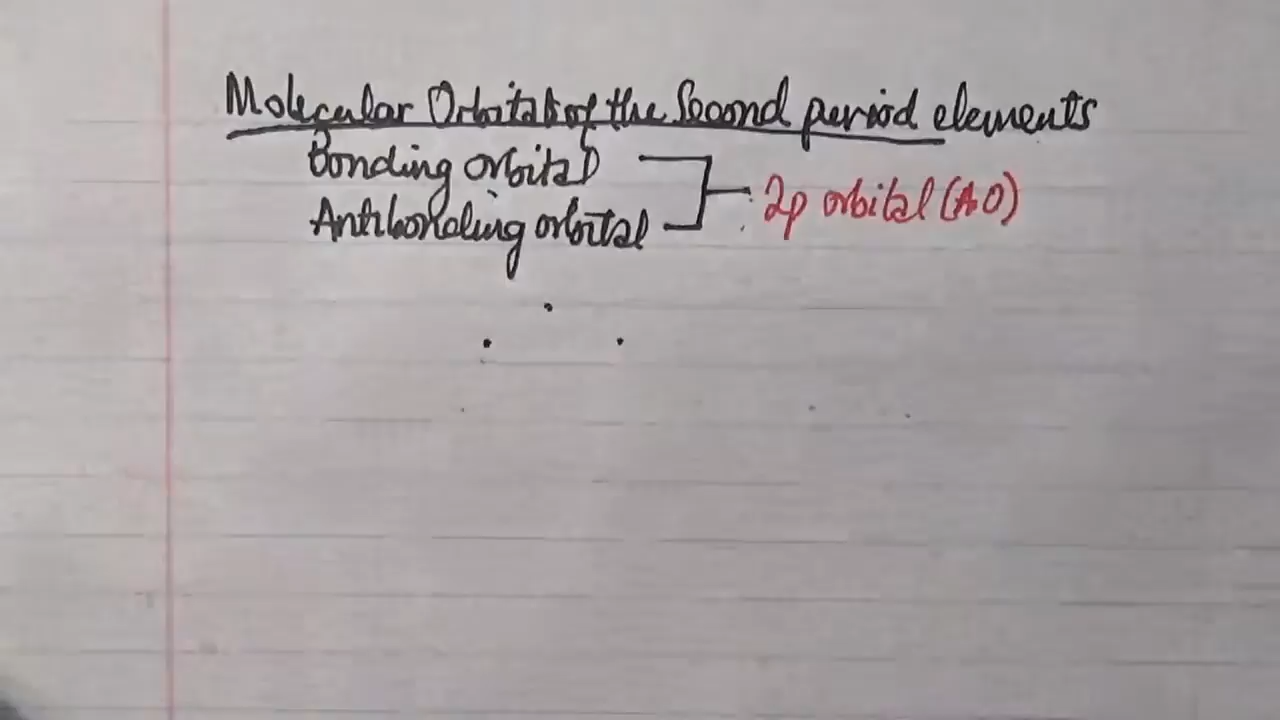 Molecular Orbitals of the Second period elements
Bonding orbital
Antibonding orbital
2p orbital (AO)